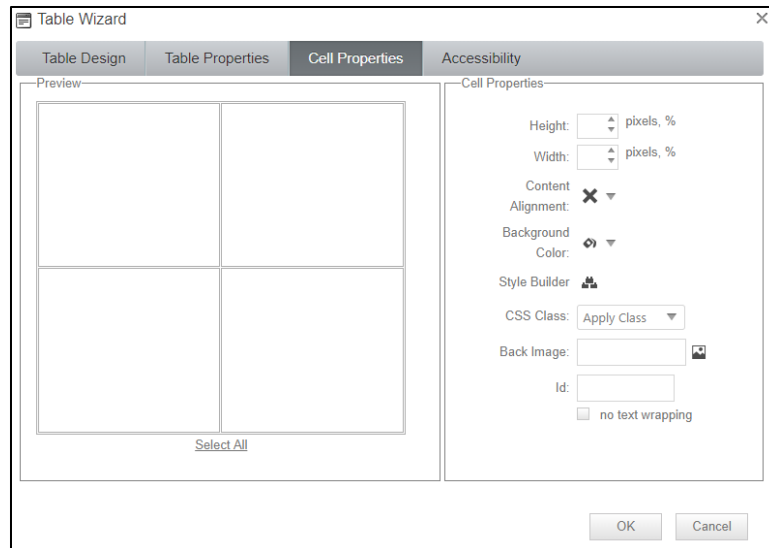 Table Wizard
Table Design Table Properties Cell Properties Accessibility
Preview
Select All
Cell Properties
Height: pixels, %
Width: pixels, %
Content
Alignment:
Background
Color:
Style Builder
CSS Class: Apply Class
Back Image:
Id:
no text wrapping
OK Cancel